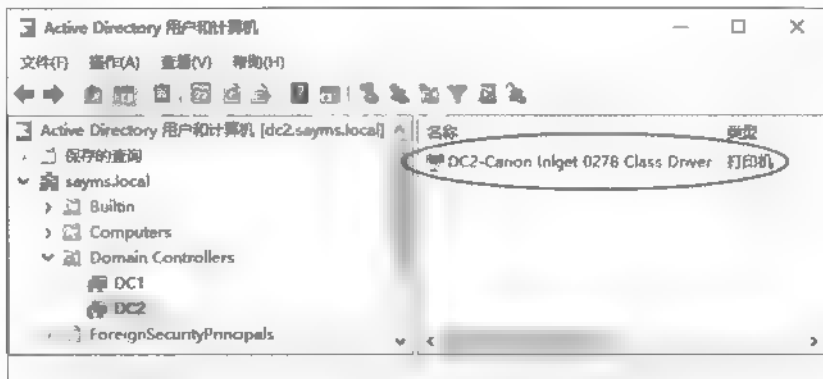 Active Directory 用户和计算机
文件(F) 操作(A) 查看(V) 帮助(H)
Active Directory 用户和计算机 [dc2.sayms.local]
名称 类型
保存的查询
DC2-Canon Inkjet 0278 Class Driver 打印机
sayms.local
Builtin
Computers
Domain Controllers
DC1
DC2
ForeignSecurityPrincipals